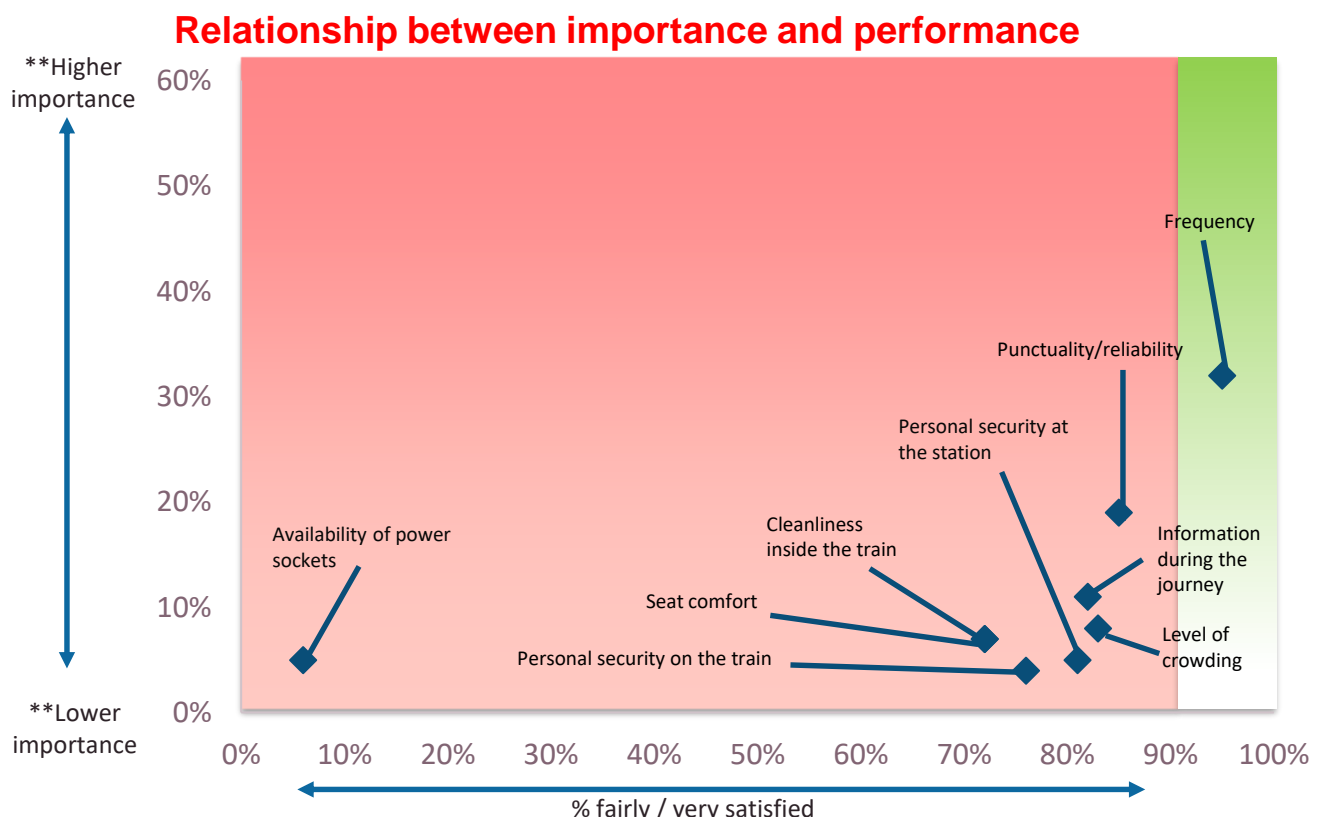 Relationship between importance and performance
**Higher
importance
60%
50%
40%
30%
20%
10%
0%
**Lower
importance
Frequency
Punctuality/reliability
Personal security at
the station
Availability of power
sockets
Cleanliness
inside the train
Information
during the
journey
Seat comfort
Personal security on the train
Level of
crowding
0% 10% 20% 30% 40% 50% 60% 70% 80% 90% 100%
% fairly / very satisfied